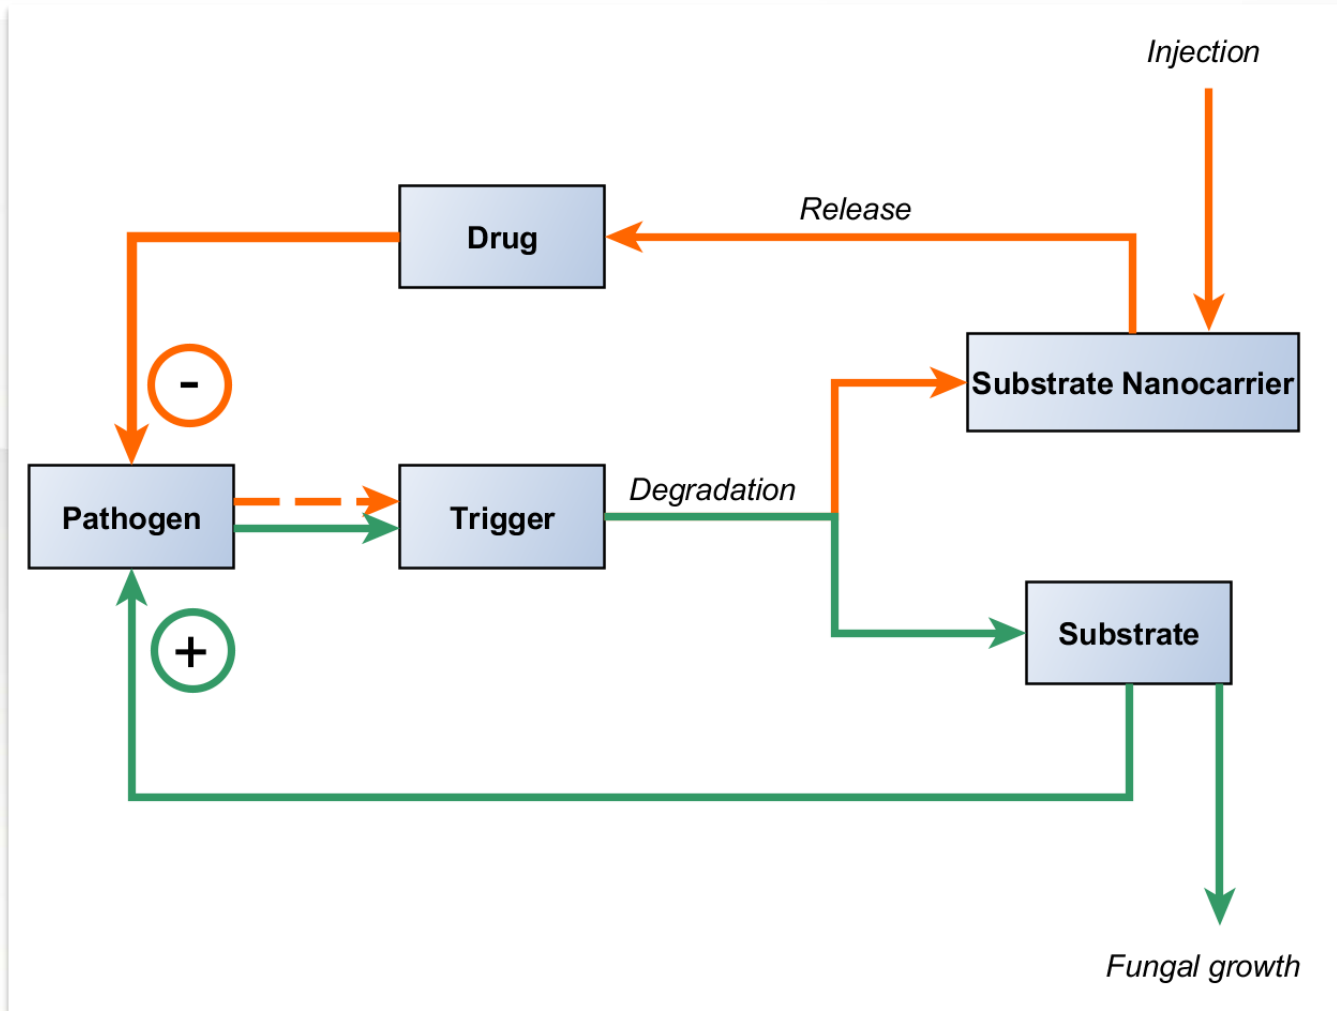 Injection
Release
Drug
-
Substrate Nanocarrier
Degradation
Pathogen
Trigger
+
Substrate
Fungal growth